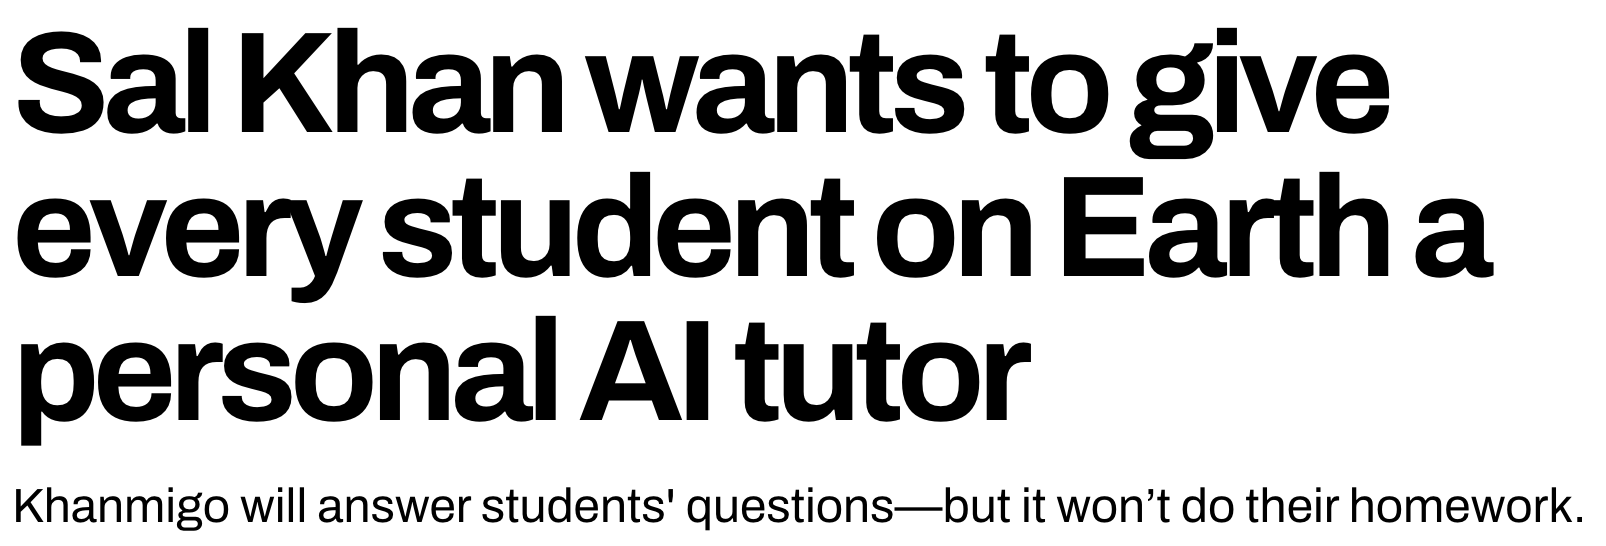 Sal Khan wants to give
every student on Earth a
personal AI tutor
Khanmigo will answer students' questions—but it won’t do their homework.